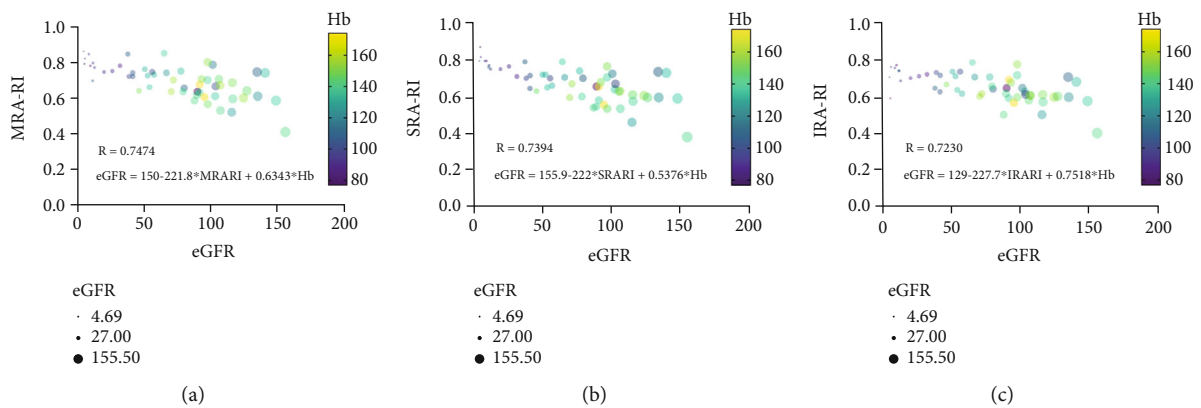 Hb
1.0
0.8
0.6
0.4
0.2
0.0
MRA-RI
160
140
120
100
80
R = 0.7474
eGFR = 150-221.8*MRARI + 0.6343*Hb
0 50 100 150 200
eGFR
eGFR
4.69
27.00
155.50
(a)
Hb
1.0
0.8
0.6
0.4
0.2
0.0
SRA-RI
160
140
120
100
80
R = 0.7394
eGFR = 155.9-222*SRARI + 0.5376*Hb
0 50 100 150 200
eGFR
eGFR
4.69
27.00
155.50
(b)
Hb
1.0
0.8
0.6
0.4
0.2
0.0
IRA-RI
160
140
120
100
80
R = 0.7230
eGFR = 129-227.7*IRARI + 0.7518*Hb
0 50 100 150 200
eGFR
eGFR
4.69
27.00
155.50
(c)